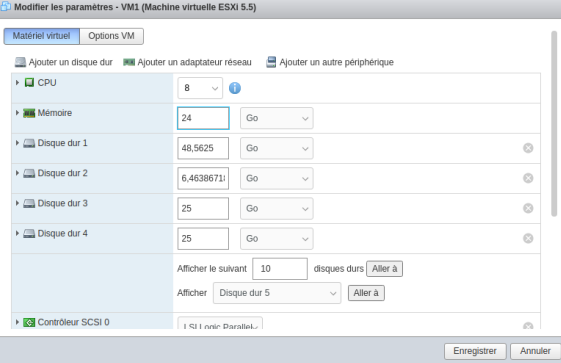 Modifier les paramètres - VM1 (Machine virtuelle ESXi 5.5)
Matériel virtuel Options VM
Ajouter un disque dur Ajouter un adaptateur réseau Ajouter un autre périphérique
CPU 8
Mémoire 24 Go
Disque dur 1 48,5625 Go
Disque dur 2 6,4638671 Go
Disque dur 3 25 Go
Disque dur 4 25 Go
Afficher le suivant 10 disques durs Aller à
Afficher Disque dur 5 Aller à
Contrôleur SCSI 0 LSI Logic Parallel
Enregistrer Annuler